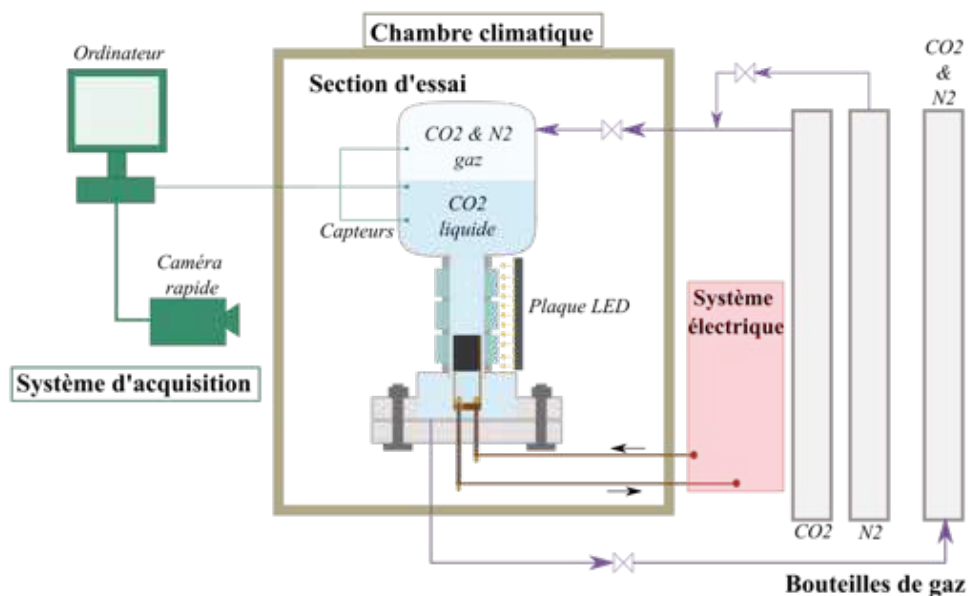 Chambre climatique
Ordinateur
Section d'essai
CO2 & N2
gaz
CO2
liquide
Capteurs
Caméra
rapide
Plaque LED
Système d'acquisition
Système
électrique
CO2
&
N2
CO2
N2
Bouteilles de gaz